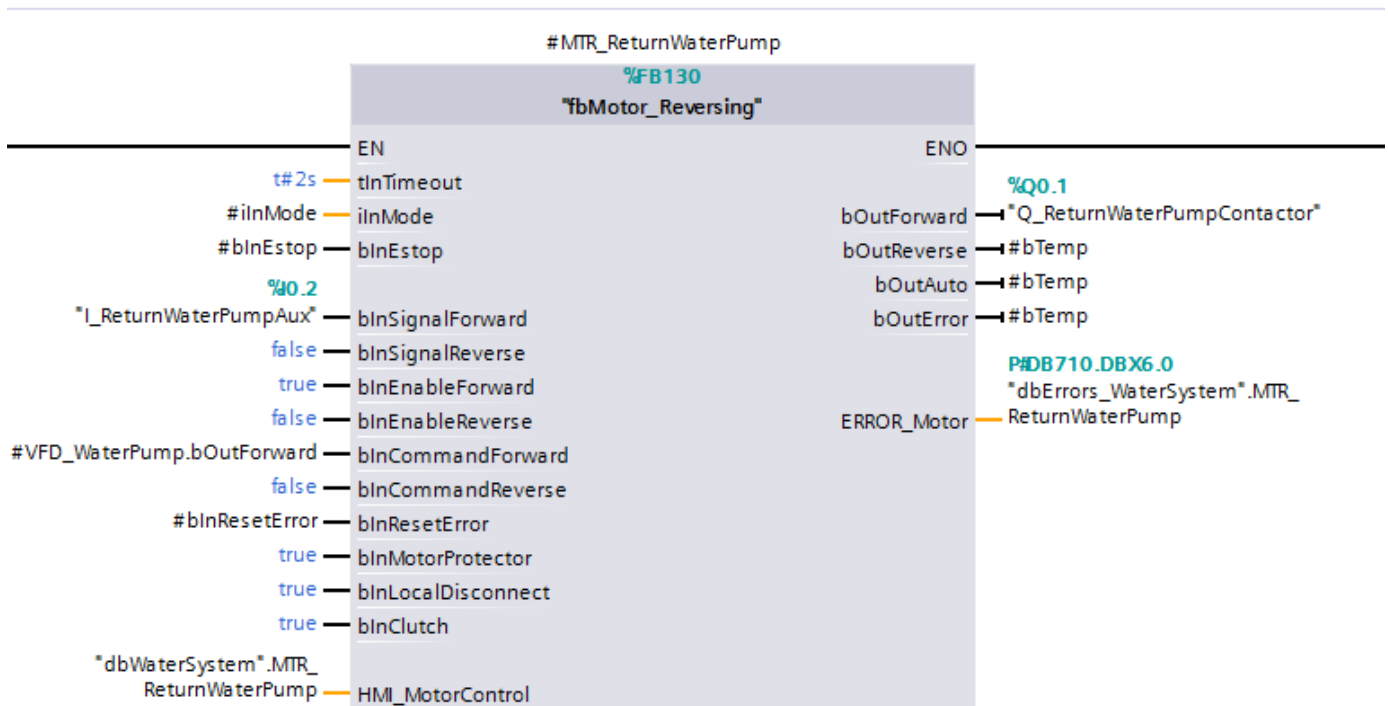 #MTR_ReturnWaterPump
%FB130
"fbMotor_Reversing"
EN ENO
t#2s tInTimeout
%Q0.1
#iInMode iInMode bOutForward "Q_ReturnWaterPumpContactor"
#bInEstop bInEstop bOutReverse #bTemp
%I0.2 bOutAuto #bTemp
"I_ReturnWaterPumpAux" bInSignalForward bOutError #bTemp
false bInSignalReverse
P#DB710.DBX6.0
true bInEnableForward "dbErrors_WaterSystem".MTR_
false bInEnableReverse ERROR_Motor ReturnWaterPump
#VFD_WaterPump.bOutForward bInCommandForward
false bInCommandReverse
#bInResetError bInResetError
true bInMotorProtector
true bInLocalDisconnect
true bInClutch
"dbWaterSystem".MTR_
ReturnWaterPump HMI_MotorControl